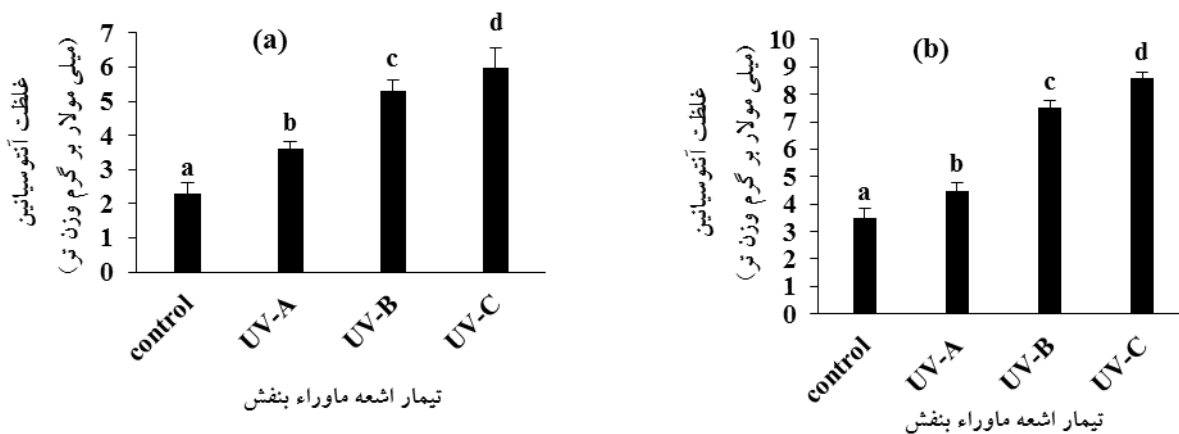 (a)
غلظت آنتوسیانین
(میلی مولار بر گرم وزن تر)
7
6
5
4
3
2
1
0
a
b
c
d
control
UV-A
UV-B
UV-C
تیمار اشعه ماوراء بنفش
(b)
غلظت آنتوسیانین
(میلی مولار بر گرم وزن تر)
10
9
8
7
6
5
4
3
2
1
0
a
b
c
d
control
UV-A
UV-B
UV-C
تیمار اشعه ماوراء بنفش